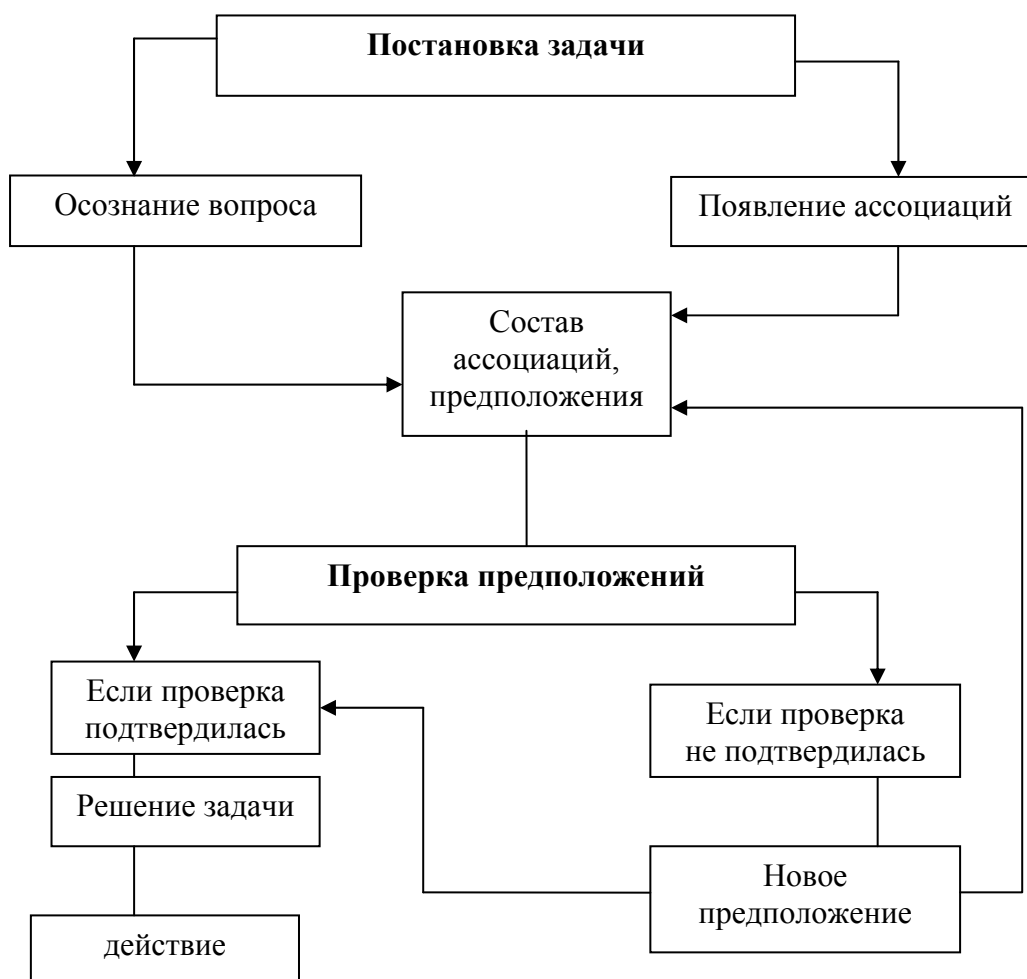 Постановка задачи
Осознание вопроса
Появление ассоциаций
Состав
ассоциаций,
предположения
Проверка предположений
Если проверка
подтвердилась
Если проверка
не подтвердилась
Решение задачи
Новое
предположение
действие